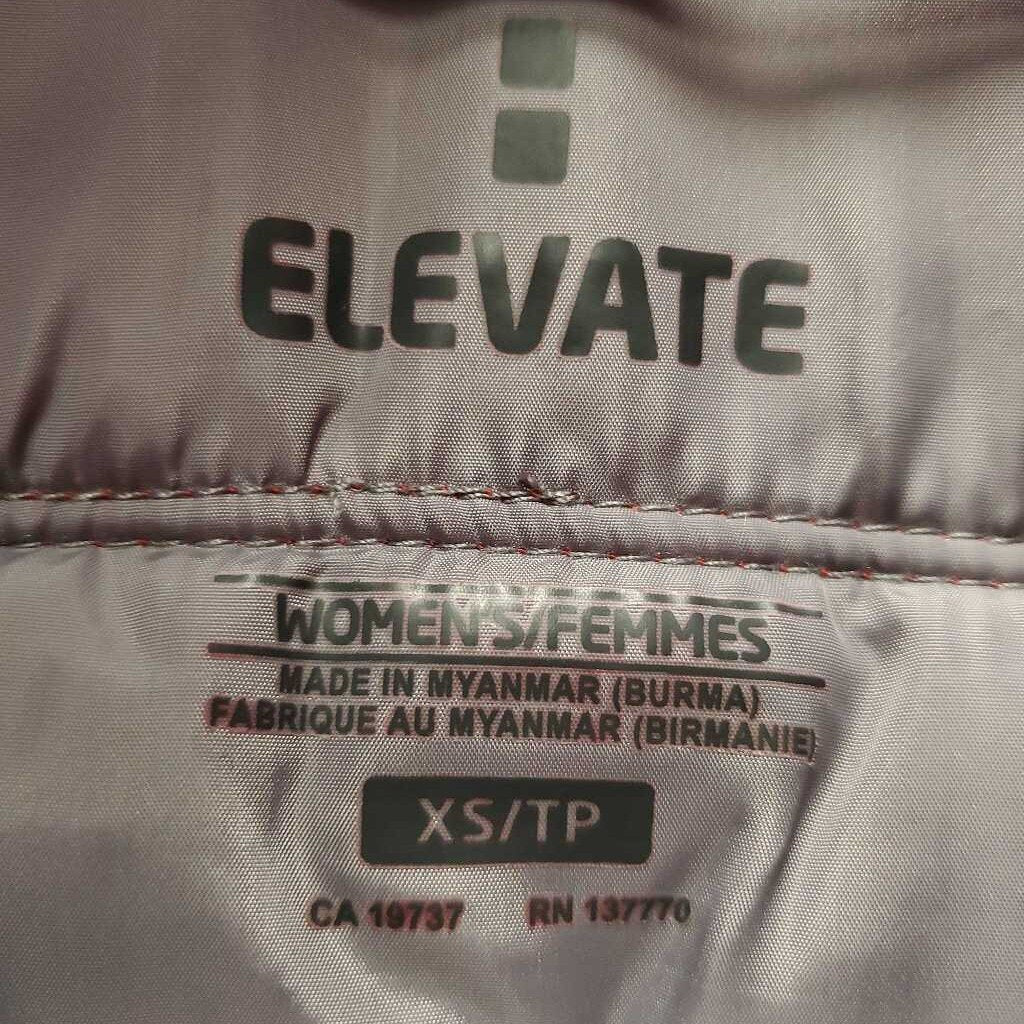 ELEVATE
WOMEN'S/FEMMES
MADE IN MYANMAR (BURMA)
FABRIQUE AU MYANMAR (BIRMANIE)
XS/TP
CA 19737 RN 137770